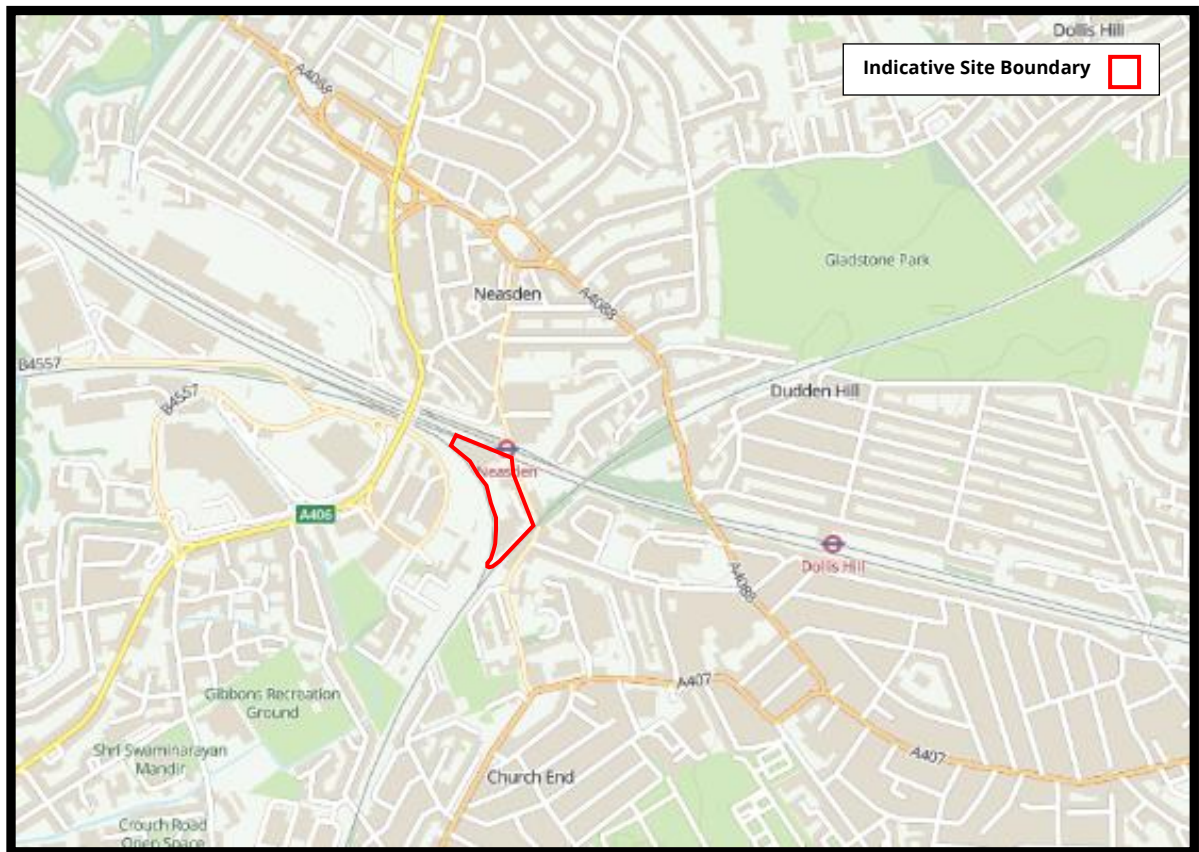 Dollis Hill
Indicative Site Boundary
A4088
Gladstone Park
Neasden
A4088
B4557
Dudden Hill
B4557
Neasden
A406
Dollis Hill
A4088
Gibbons Recreation
Ground
A407
Shri Swaminarayan
Mandir
A407
Church End
Crouch Road
Open Space